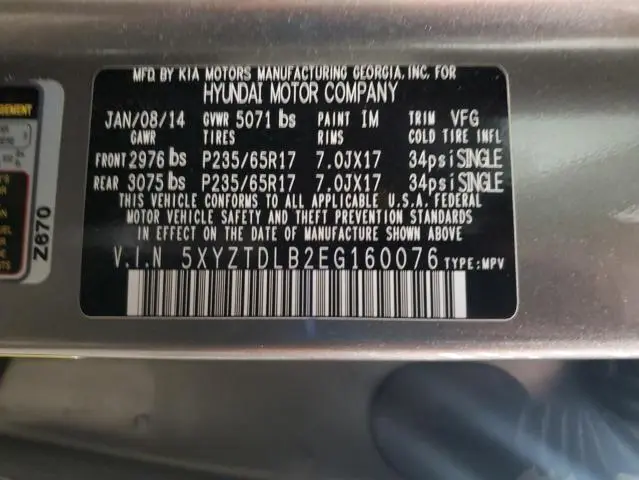 MFD BY KIA MOTORS MANUFACTURING GEORGIA, INC. FOR
HYUNDAI MOTOR COMPANY
JAN/08/14 GVWR 5071 lbs PAINT IM TRIM VFG
GAWR TIRES RIMS COLD TIRE INFL
FRONT 2976 lbs P235/65R17 7.0JX17 34psi SINGLE
REAR 3075 lbs P235/65R17 7.0JX17 34psi SINGLE
THIS VEHICLE CONFORMS TO ALL APPLICABLE U.S.A. FEDERAL
MOTOR VEHICLE SAFETY AND THEFT PREVENTION STANDARDS
IN EFFECT ON THE DATE OF MANUFACTURE SHOWN ABOVE.
V.I.N 5XYZTDLB2EG160076 TYPE:MPV
Z670